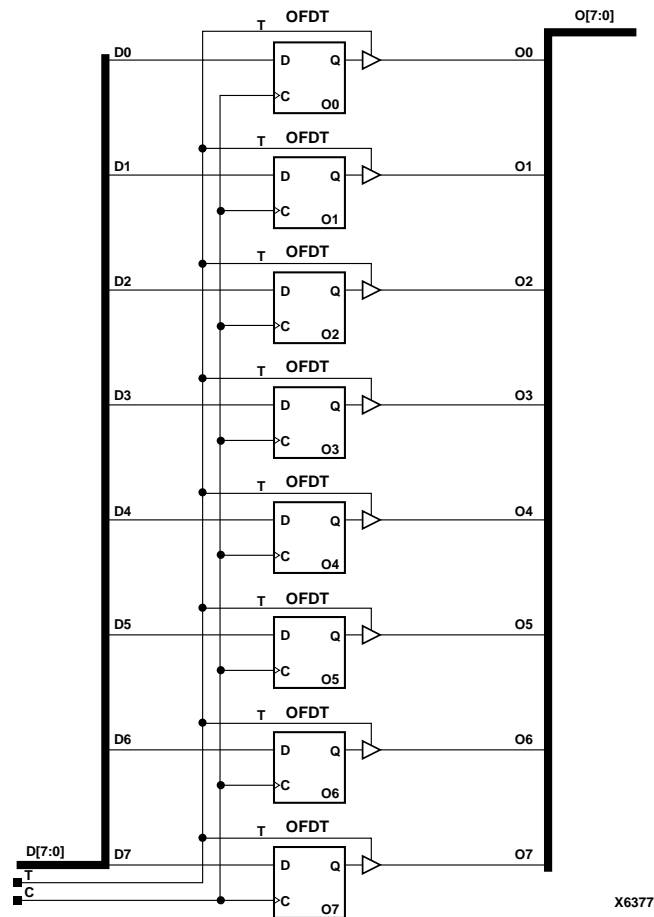 O[7:0]
T OFDT
D0 D Q O0
C
O0
T OFDT
D1 D Q O1
C
O1
T OFDT
D2 D Q O2
C
O2
T OFDT
D3 D Q O3
C
O3
T OFDT
D4 D Q O4
C
O4
T OFDT
D5 D Q O5
C
O5
T OFDT
D6 D Q O6
C
O6
T OFDT
D[7:0] D7 D Q O7
T
C C
O7
X6377